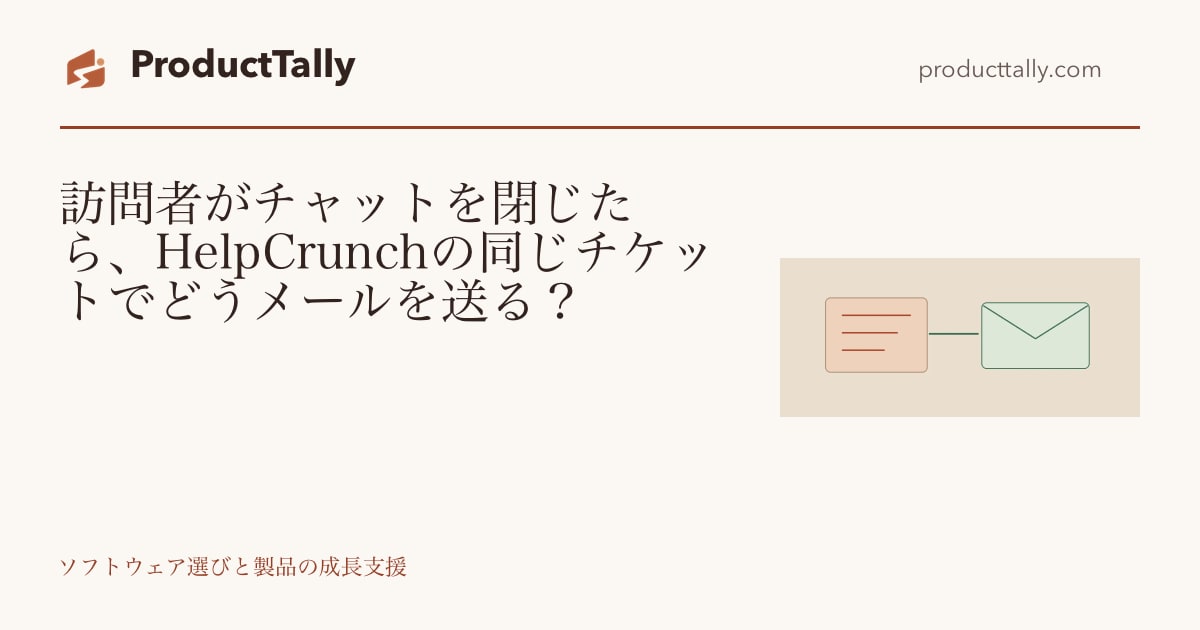 ProductTally
producttally.com
訪問者がチャットを閉じた
ら、HelpCrunchの同じチケッ
トでどうメールを送る？
ソフトウェア選びと製品の成長支援